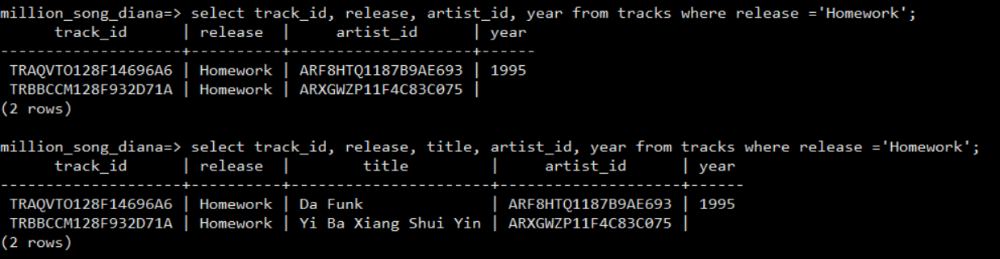 million_song_diana=> select track_id, release, artist_id, year from tracks where release ='Homework';
      track_id      | release  |     artist_id      | year
--------------------+----------+--------------------+------
 TRAQVTO128F14696A6 | Homework | ARF8HTQ1187B9AE693 | 1995
 TRBBCCM128F932D71A | Homework | ARXGWZP11F4C83C075 |
(2 rows)
million_song_diana=> select track_id, release, title, artist_id, year from tracks where release ='Homework';
      track_id      | release  |        title         |     artist_id      | year
--------------------+----------+----------------------+--------------------+------
 TRAQVTO128F14696A6 | Homework | Da Funk              | ARF8HTQ1187B9AE693 | 1995
 TRBBCCM128F932D71A | Homework | Yi Ba Xiang Shui Yin | ARXGWZP11F4C83C075 |
(2 rows)